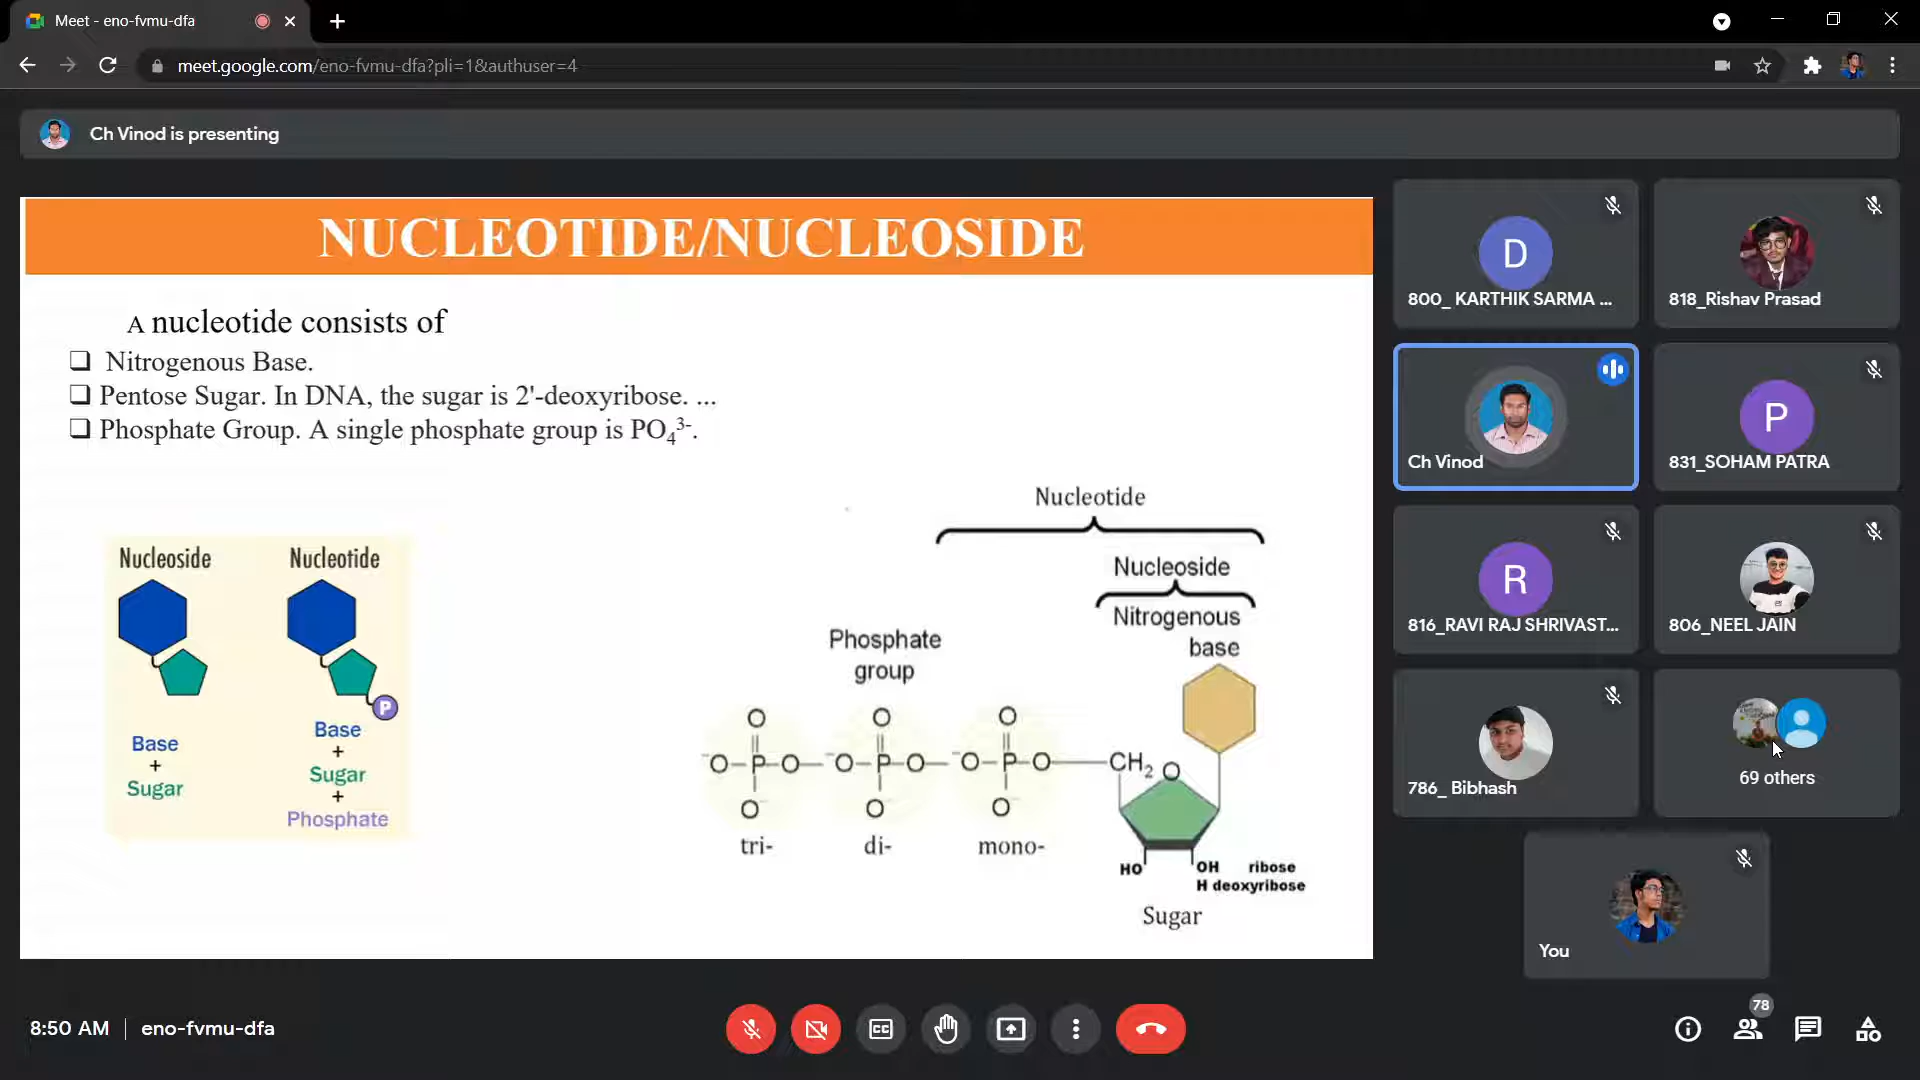 Meet - eno-fvmu-dfa
meet.google.com/eno-fvmu-dfa?pli=1&authuser=4
Ch Vinod is presenting
NUCLEOTIDE/NUCLEOSIDE
A nucleotide consists of
❑ Nitrogenous Base.
❑ Pentose Sugar. In DNA, the sugar is 2'-deoxyribose. ...
❑ Phosphate Group. A single phosphate group is PO₄³⁻.
Nucleoside
Base
+
Sugar
Nucleotide
P
Base
+
Sugar
+
Phosphate
Nucleotide
Nucleoside
Nitrogenous
base
Phosphate
group
O O O
⁻O–P–O–⁻O–P–O–⁻O–P–O–CH₂ O
O O O
tri- di- mono-
HO OH ribose
H deoxyribose
Sugar
D
800_ KARTHIK SARMA ...
818_Rishav Prasad
Ch Vinod
P
831_SOHAM PATRA
R
816_RAVI RAJ SHRIVAST...
806_NEEL JAIN
786_ Bibhash
69 others
You
8:50 AM | eno-fvmu-dfa
CC
78